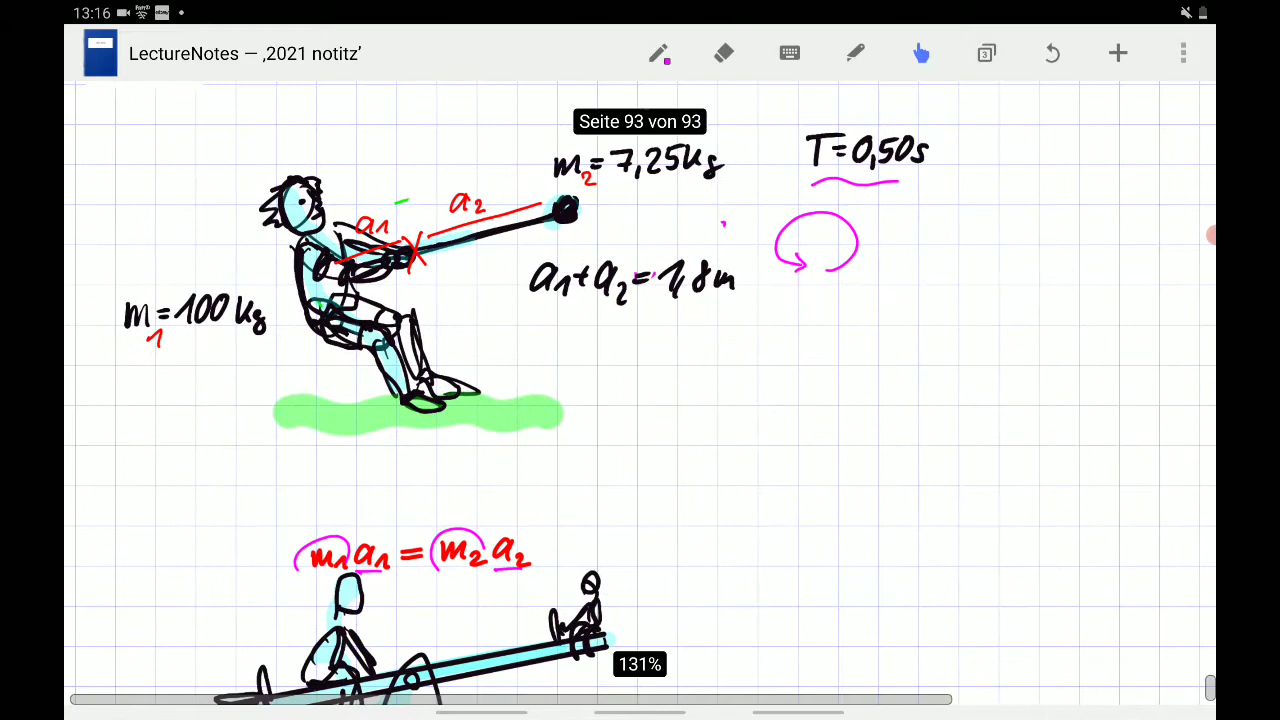 13:16
LectureNotes — ‚2021 notitz’
3
Seite 93 von 93
m₂=7,25kg
T=0,50s
a₂
a₁
a₁+a₂=1,8m
m₁=100kg
m₁a₁=m₂a₂
131%